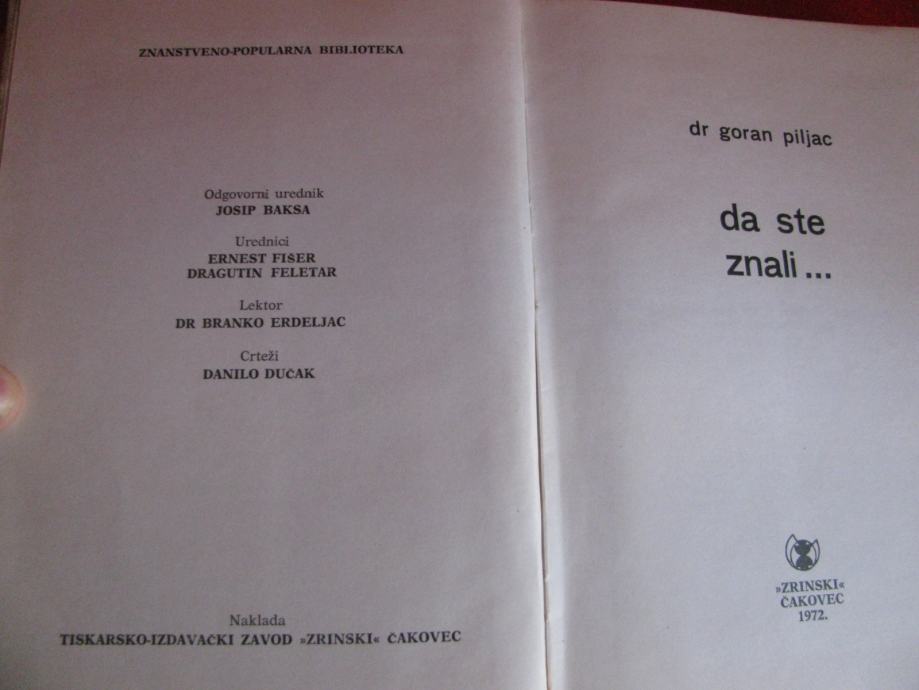 ZNANSTVENO-POPULARNA BIBLIOTEKA
Odgovorni urednik
JOSIP BAKSA
Urednici
ERNEST FIŠER
DRAGUTIN FELETAR
Lektor
DR BRANKO ERDELJAC
Crteži
DANILO DUČAK
Naklada
TISKARSKO-IZDAVAČKI ZAVOD »ZRINSKI« ČAKOVEC
dr goran piljac
da ste
znali...
»ZRINSKI«
ČAKOVEC
1972.